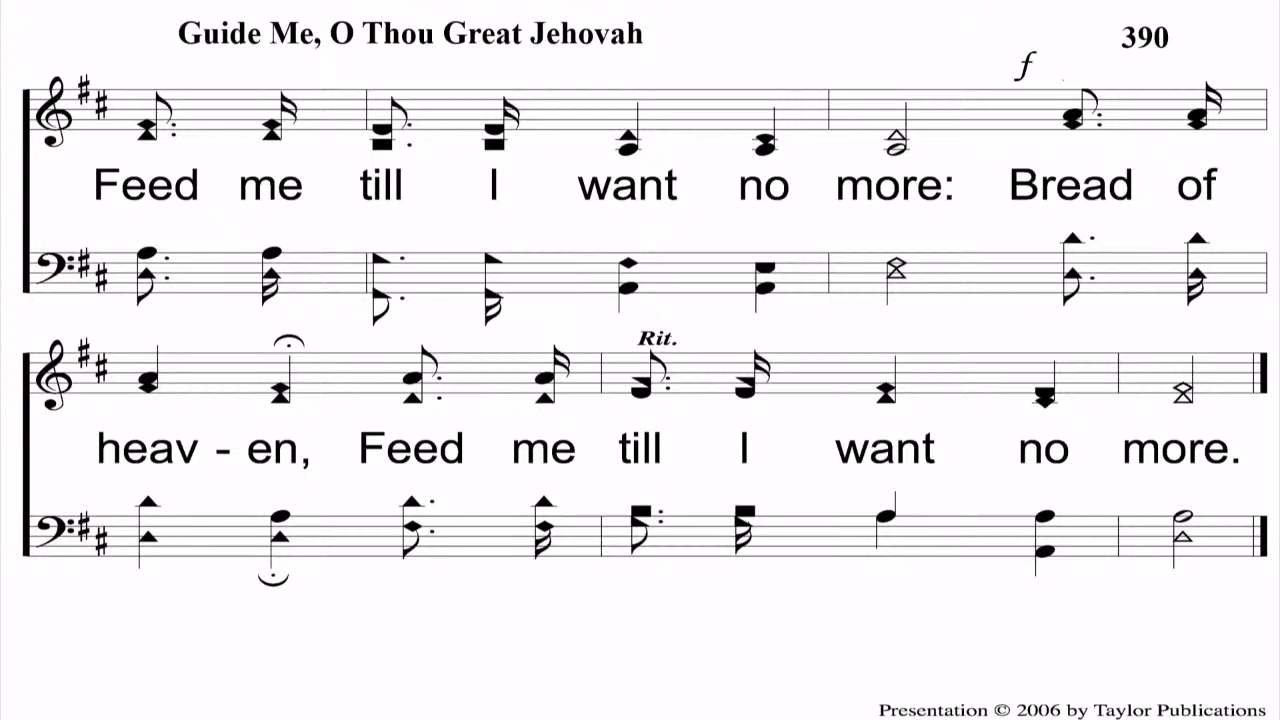 Guide Me, O Thou Great Jehovah 390
f
Feed me till I want no more: Bread of
Rit.
heav - en, Feed me till I want no more.
Presentation © 2006 by Taylor Publications